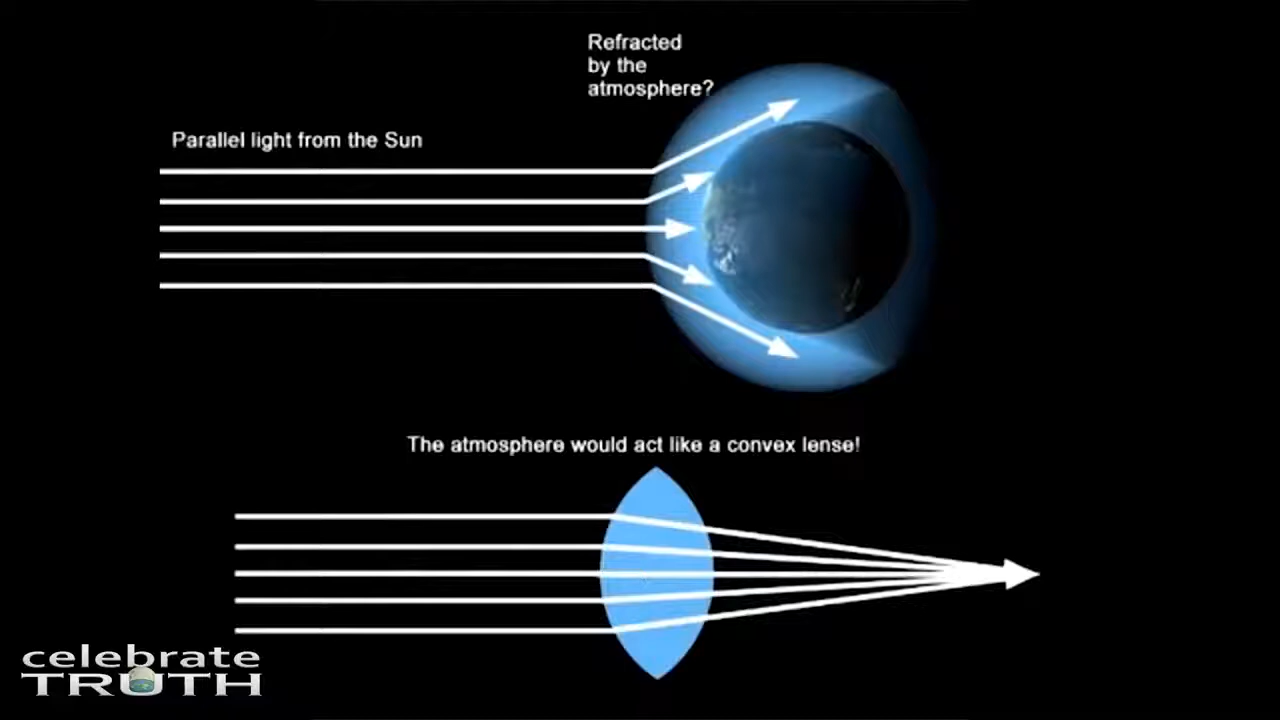 Refracted
by the
atmosphere?
Parallel light from the Sun
The atmosphere would act like a convex lense!
celebrate
TRUTH